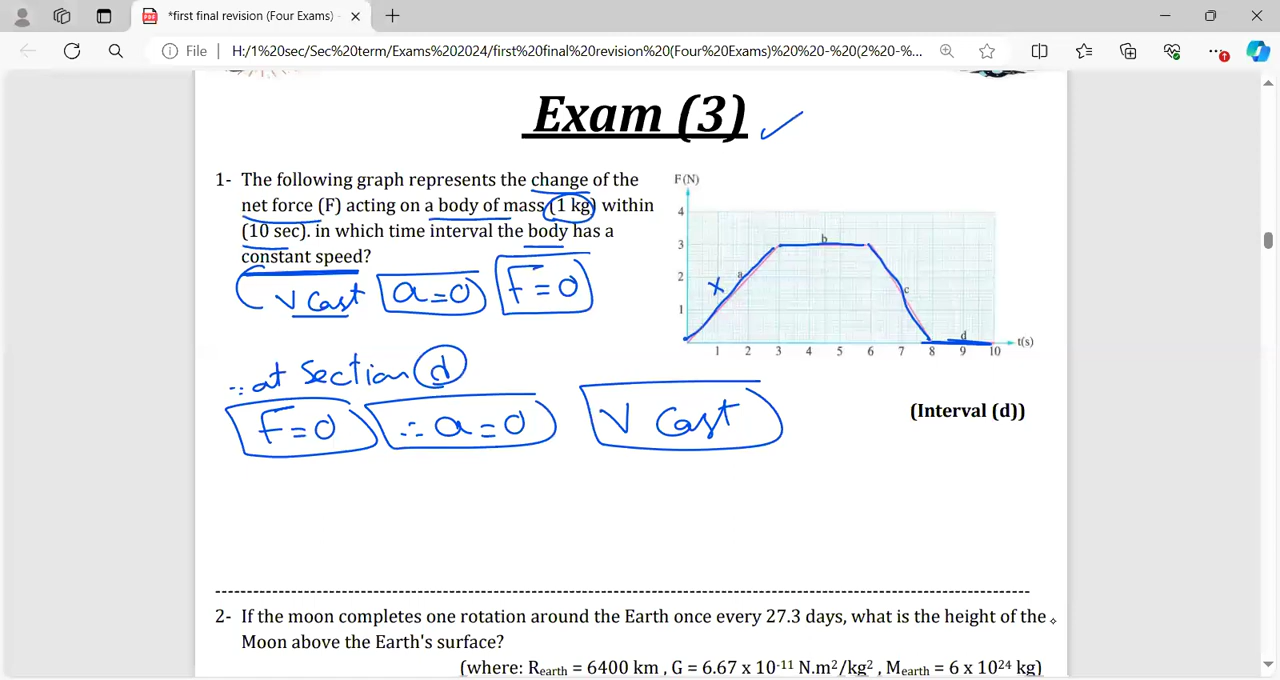 *first final revision (Four Exams) -
File
H:/1%20sec/Sec%20term/Exams%202024/first%20final%20revision%20(Four%20Exams)%20%20-%20(2%20-%...
Exam (3)
1- The following graph represents the change of the
net force (F) acting on a body of mass (1 kg) within
(10 sec). in which time interval the body has a
constant speed?
V Cast a=0 F=0
F(N)
4
3
2
1
a
b
c
d
1 2 3 4 5 6 7 8 9 10 t(s)
∴ at section d
F=0 ∴ a=0 V Cast
(Interval (d))
2- If the moon completes one rotation around the Earth once every 27.3 days, what is the height of the
Moon above the Earth's surface?
(where: Rearth = 6400 km , G = 6.67 x 10-11 N.m2/kg2 , Mearth = 6 x 1024 kg)